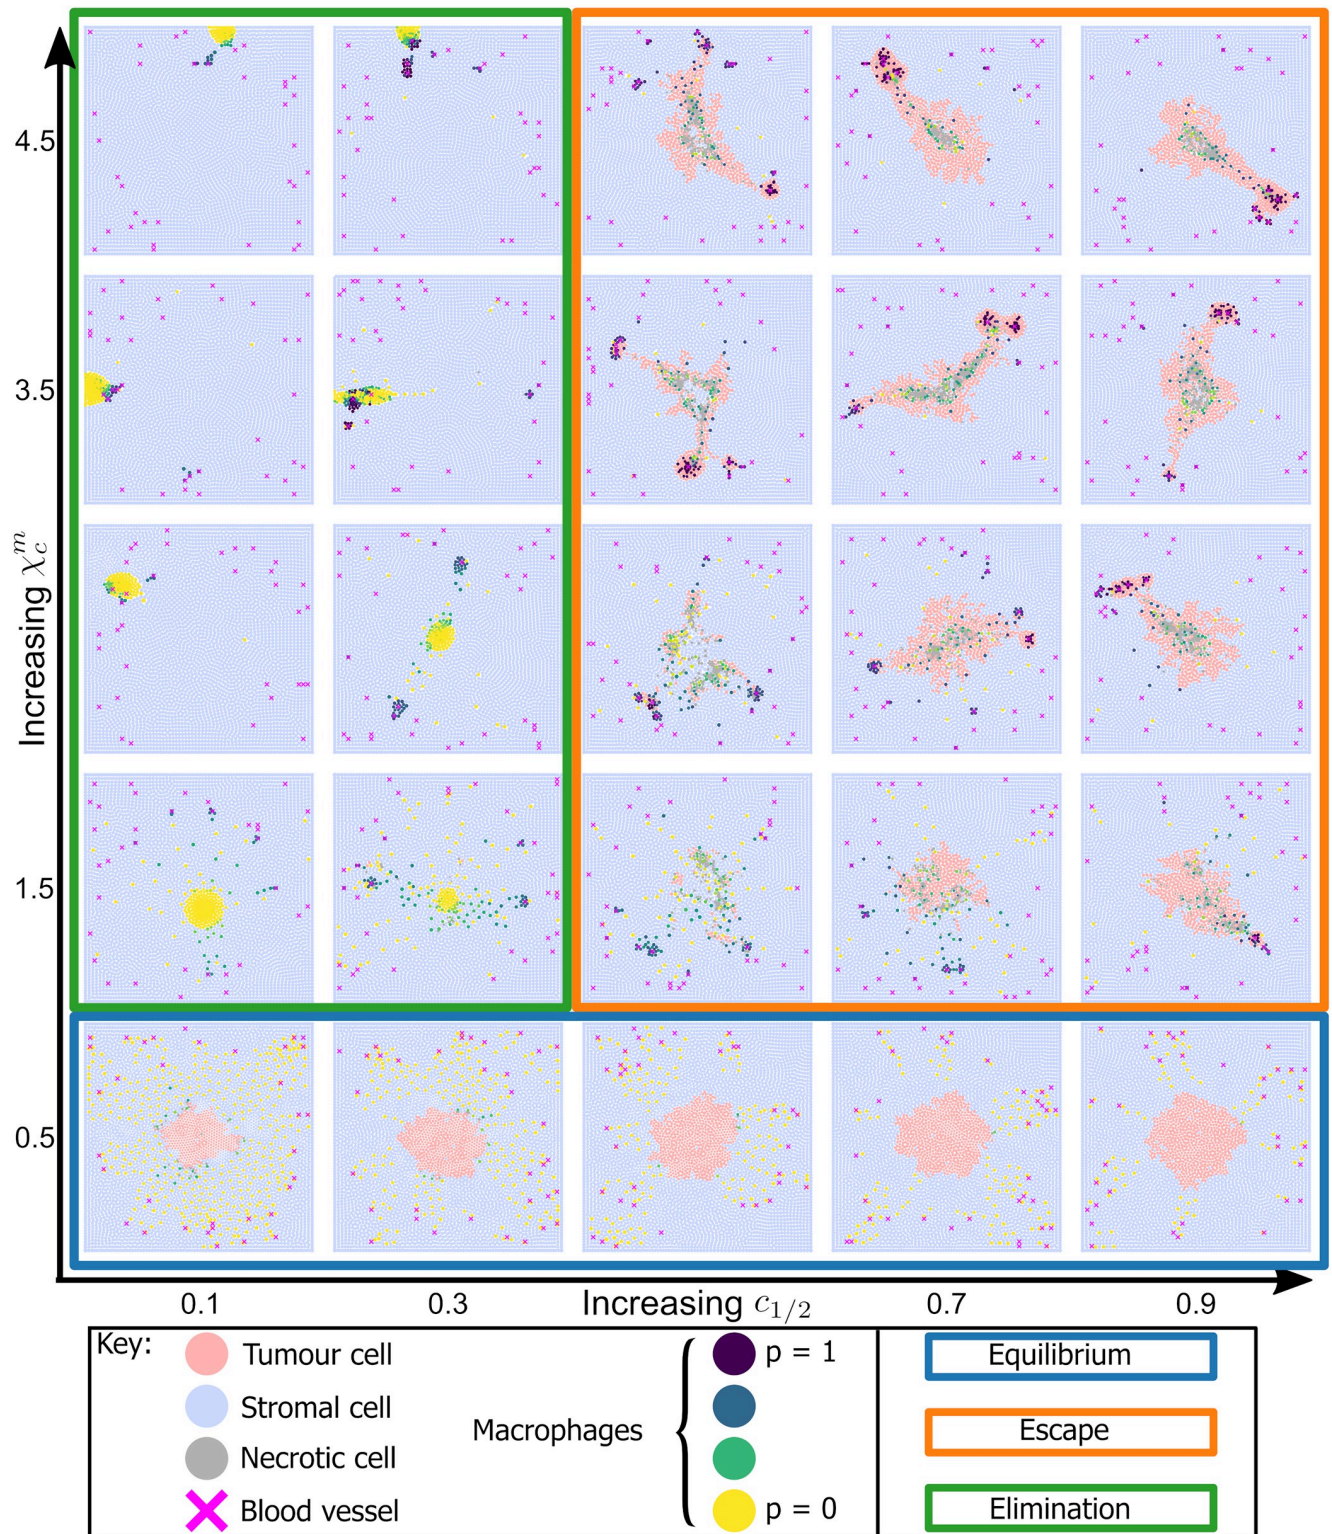 4.5
3.5
Increasing χ_c^m
1.5
0.5
0.1 0.3 Increasing c_{1/2} 0.7 0.9
Key:
Tumour cell
Stromal cell
Necrotic cell
Blood vessel
Macrophages
p = 1
p = 0
Equilibrium
Escape
Elimination